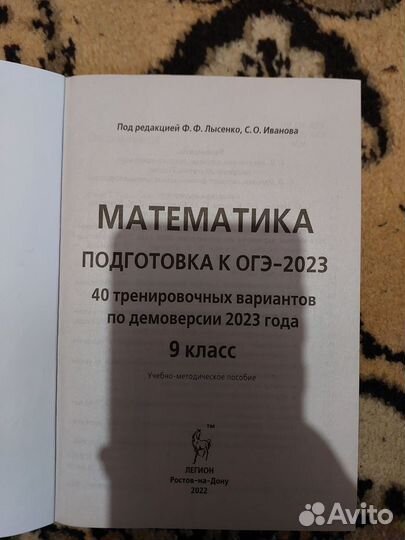 Под редакцией Ф. Ф. Лысенко, С. О. Иванова
МАТЕМАТИКА
ПОДГОТОВКА К ОГЭ-2023
40 тренировочных вариантов
по демоверсии 2023 года
9 класс
Учебно-методическое пособие
TM
ЛЕГИОН
Ростов-на-Дону
2022
Avito